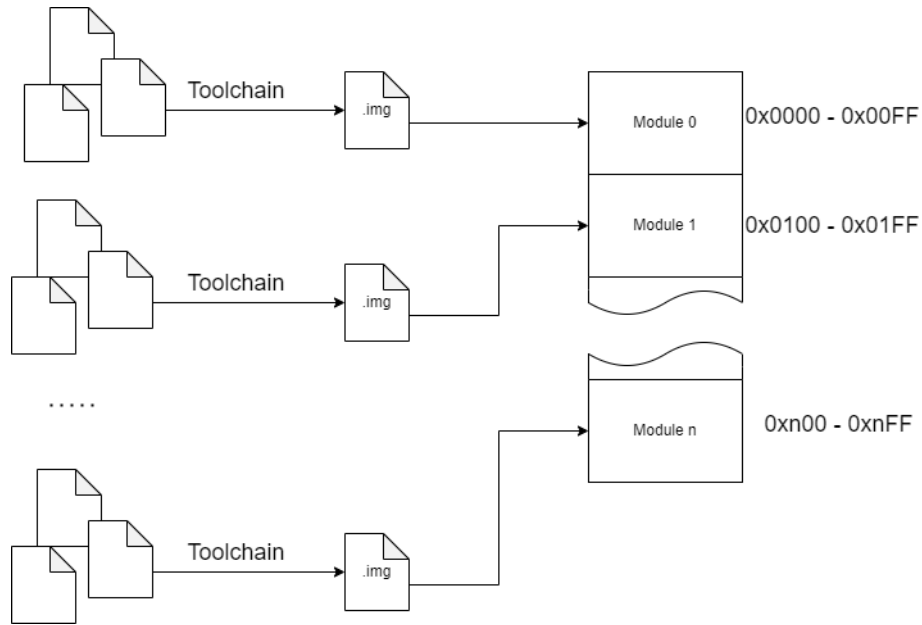 Toolchain
.img
Module 0
0x0000 - 0x00FF
Toolchain
.img
Module 1
0x0100 - 0x01FF
.....
Toolchain
.img
Module n
0xn00 - 0xnFF